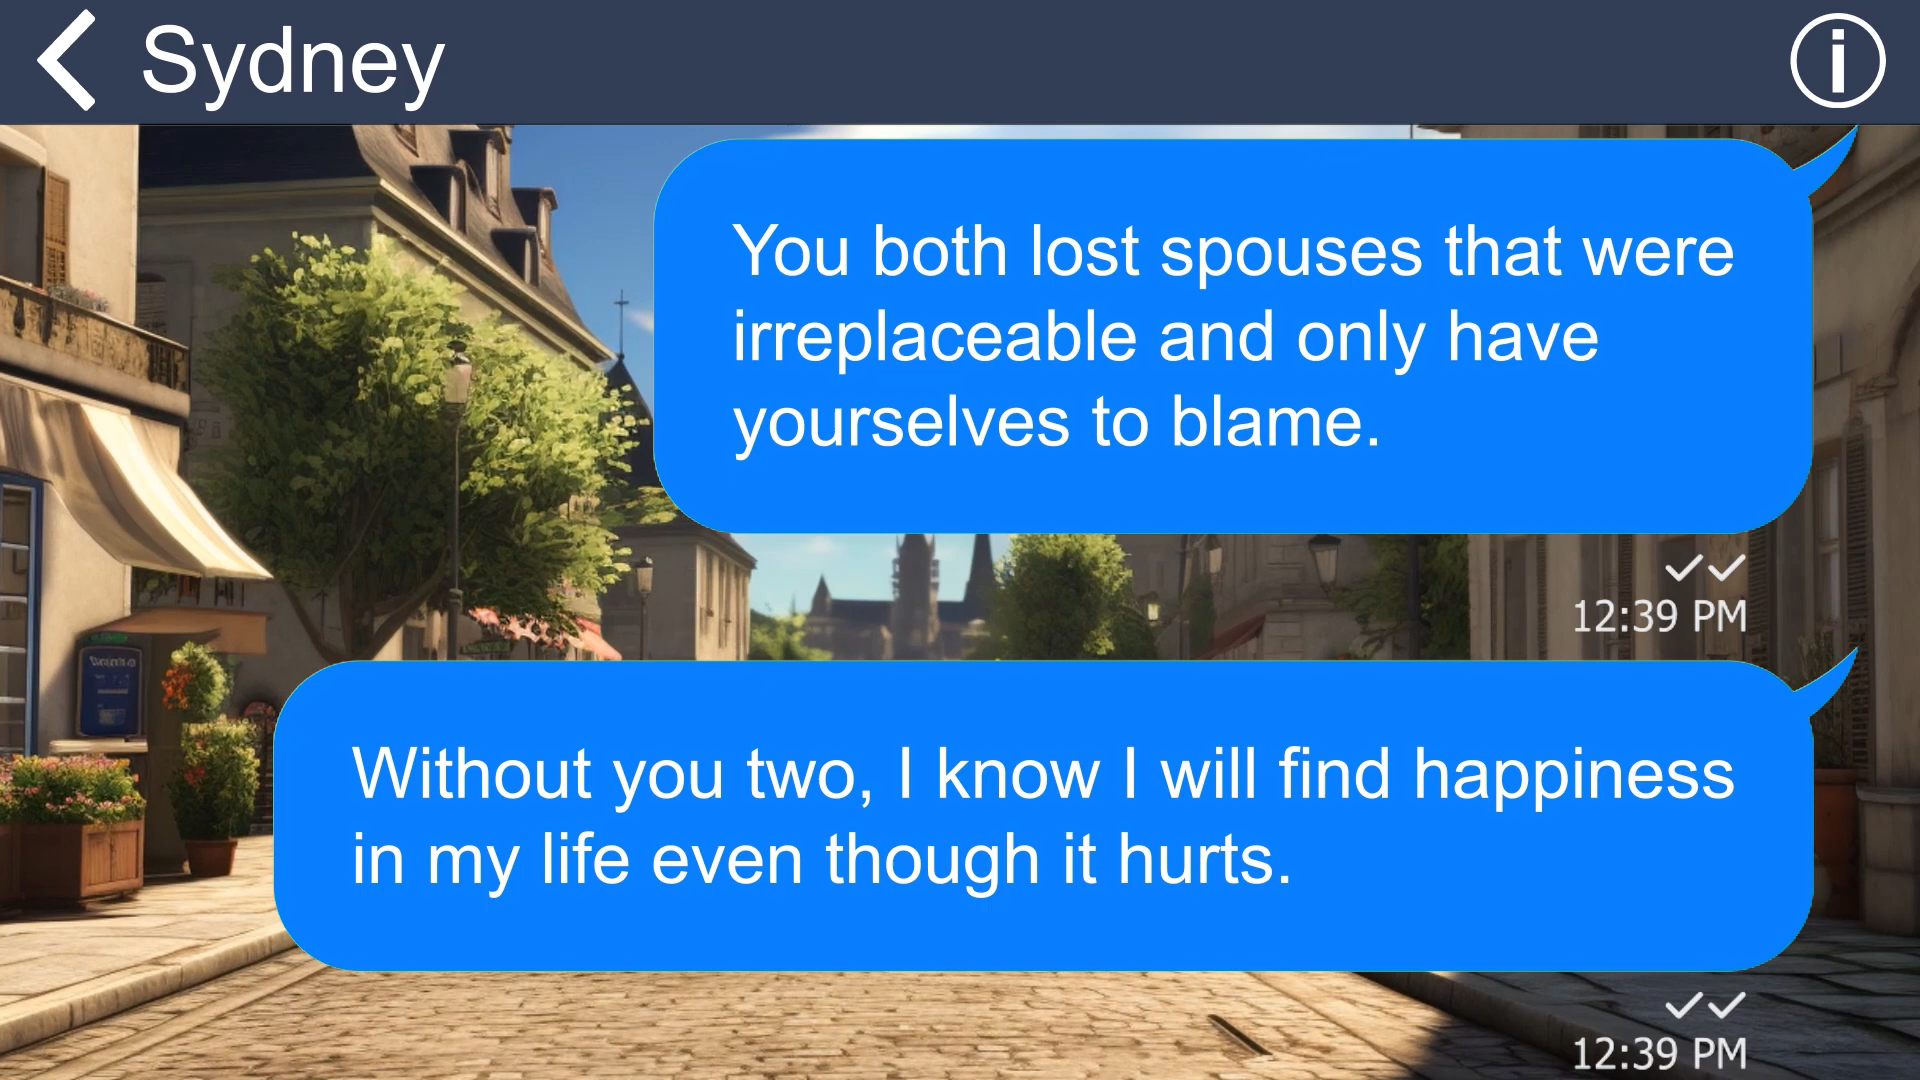 Sydney
You both lost spouses that were
irreplaceable and only have
yourselves to blame.
12:39 PM
Without you two, I know I will find happiness
in my life even though it hurts.
12:39 PM